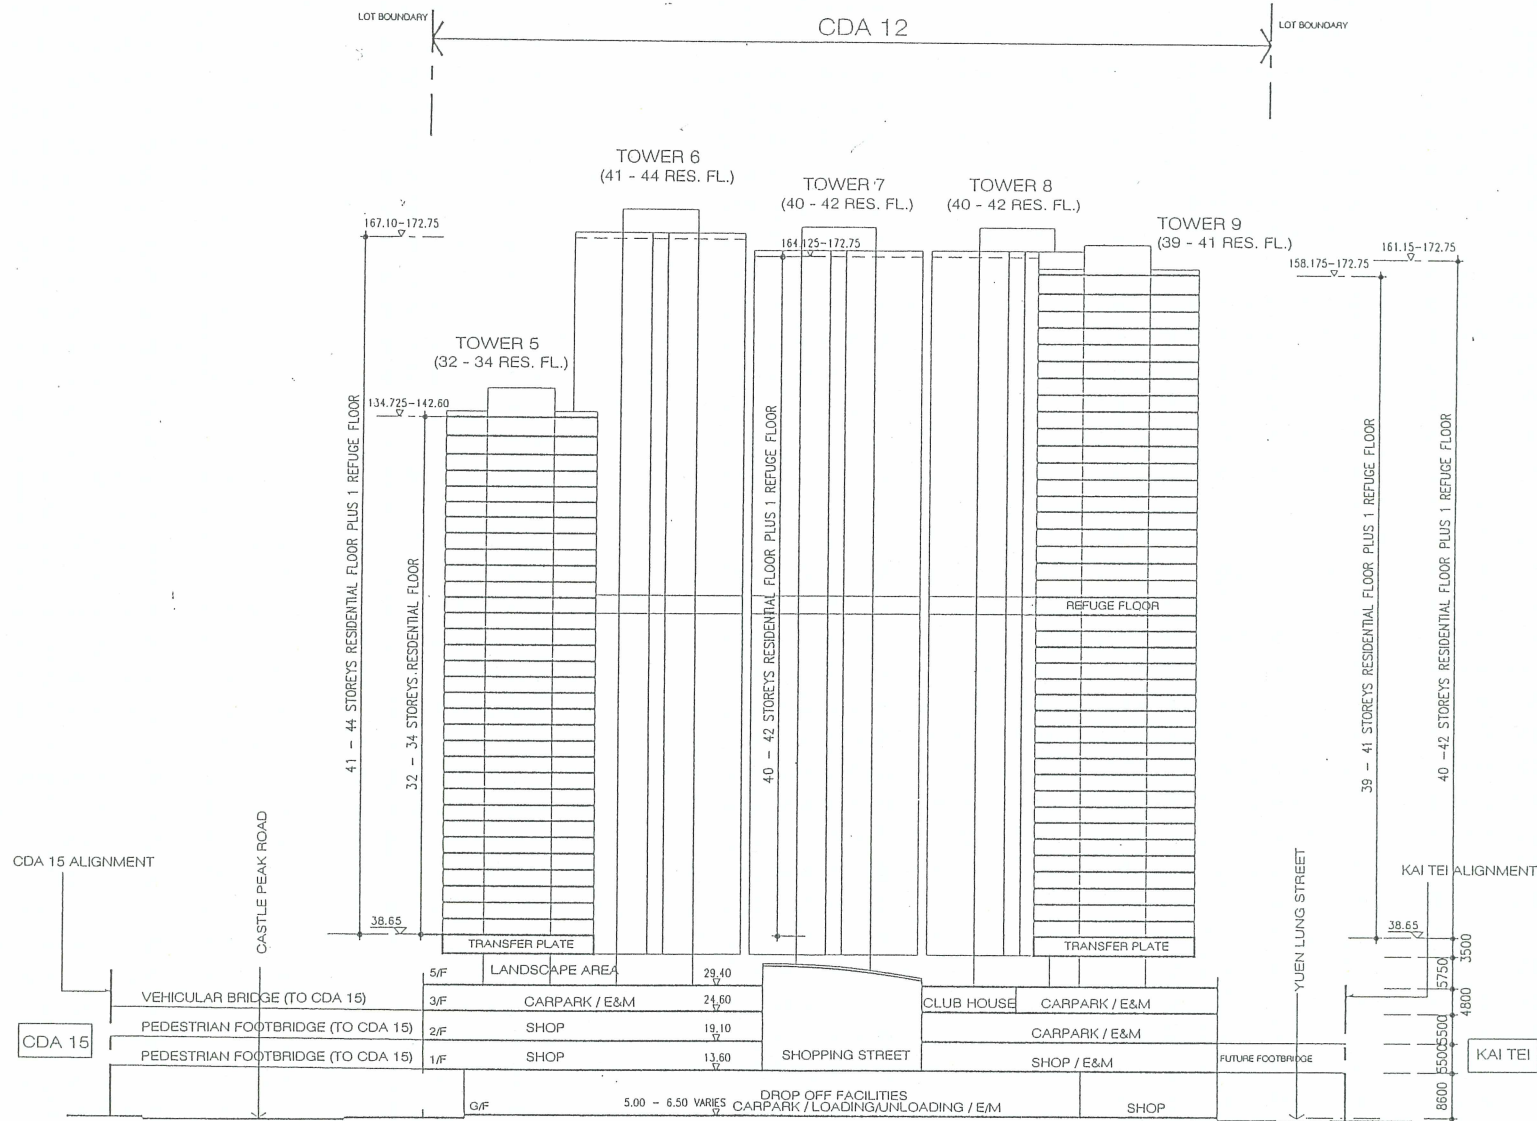 LOT BOUNDARY
CDA 12
LOT BOUNDARY
TOWER 6
(41 - 44 RES. FL.)
TOWER 7
(40 - 42 RES. FL.)
TOWER 8
(40 - 42 RES. FL.)
TOWER 9
(39 - 41 RES. FL.)
167.10-172.75
164.125-172.75
161.15-172.75
158.175-172.75
TOWER 5
(32 - 34 RES. FL.)
134.725-142.60
41 - 44 STOREYS RESIDENTIAL FLOOR PLUS 1 REFUGE FLOOR
32 - 34 STOREYS.RESDENTIAL FLOOR
40 - 42 STOREYS RESIDENTIAL FLOOR PLUS 1 REFUGE FLOOR
39 - 41 STOREYS RESIDENTIAL FLOOR PLUS 1 REFUGE FLOOR
40 -42 STOREYS RESIDENTIAL FLOOR PLUS 1 REFUGE FLOOR
REFUGE FLOOR
CDA 15 ALIGNMENT
CASTLE PEAK ROAD
YUEN LUNG STREET
KAI TEI ALIGNMENT
38.65
38.65
TRANSFER PLATE
TRANSFER PLATE
3500
5/F
LANDSCAPE AREA
29.40
5750
VEHICULAR BRIDGE (TO CDA 15)
3/F
CARPARK / E&M
24.60
CLUB HOUSE
CARPARK / E&M
4800
CDA 15
PEDESTRIAN FOOTBRIDGE (TO CDA 15)
2/F
SHOP
19.10
CARPARK / E&M
5500
PEDESTRIAN FOOTBRIDGE (TO CDA 15)
1/F
SHOP
13.60
SHOPPING STREET
SHOP / E&M
FUTURE FOOTBRIDGE
5500
KAI TEI
G/F
5.00 - 6.50 VARIES
DROP OFF FACILITIES
CARPARK / LOADING/UNLOADING / E/M
SHOP
8600